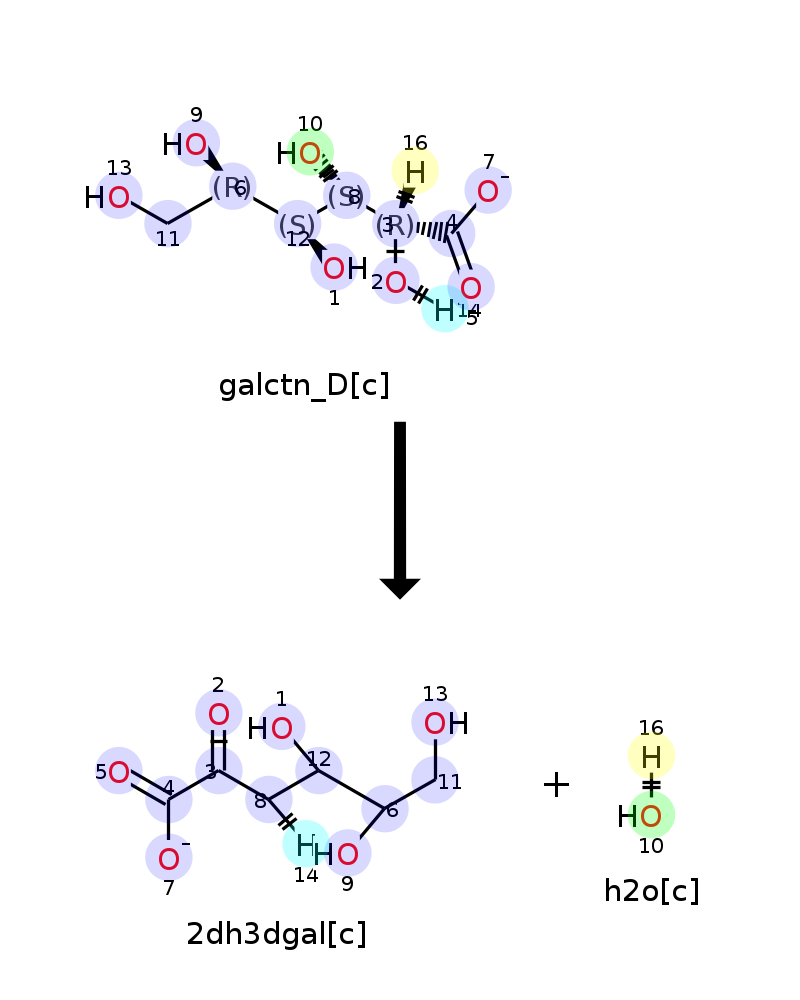 9
10
16
7
HO
HO
H
O-
13
HO
(R)
6
(S)
8
(R)
3
4
11
(S)
12
OH
1
2
O
H
14
O
5
galctn_D[c]
2
O
1
HO
13
OH
16
H
5
O
3
12
4
8
11
6
+
HO
10
O-
7
H
14
HO
9
h2o[c]
2dh3dgal[c]